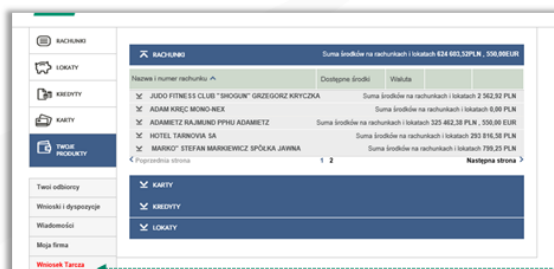 RACHUNKI
LOKATY
KREDYTY
KARTY
TWOJE
PRODUKTY
Twoi odbiorcy
Wnioski i dyspozycje
Wiadomości
Moja firma
Wniosek Tarcza
RACHUNKI Suma środków na rachunkach i lokatach 624 603,52PLN , 550,00EUR
Nazwa i numer rachunku Dostępne środki Waluta
JUDO FITNESS CLUB "SHOGUN" GRZEGORZ KRYCZKA Suma środków na rachunkach i lokatach 2 562,92 PLN
ADAM KRĘC MONO-NEX Suma środków na rachunkach i lokatach 0,00 PLN
ADAMIETZ RAJMUND PPHU ADAMIETZ Suma środków na rachunkach i lokatach 325 462,38 PLN , 550,00 EUR
HOTEL TARNOVIA SA Suma środków na rachunkach i lokatach 293 816,58 PLN
MARKO" STEFAN MARKIEWICZ SPÓŁKA JAWNA Suma środków na rachunkach i lokatach 799,25 PLN
Poprzednia strona 1 2 Następna strona
KARTY
KREDYTY
LOKATY